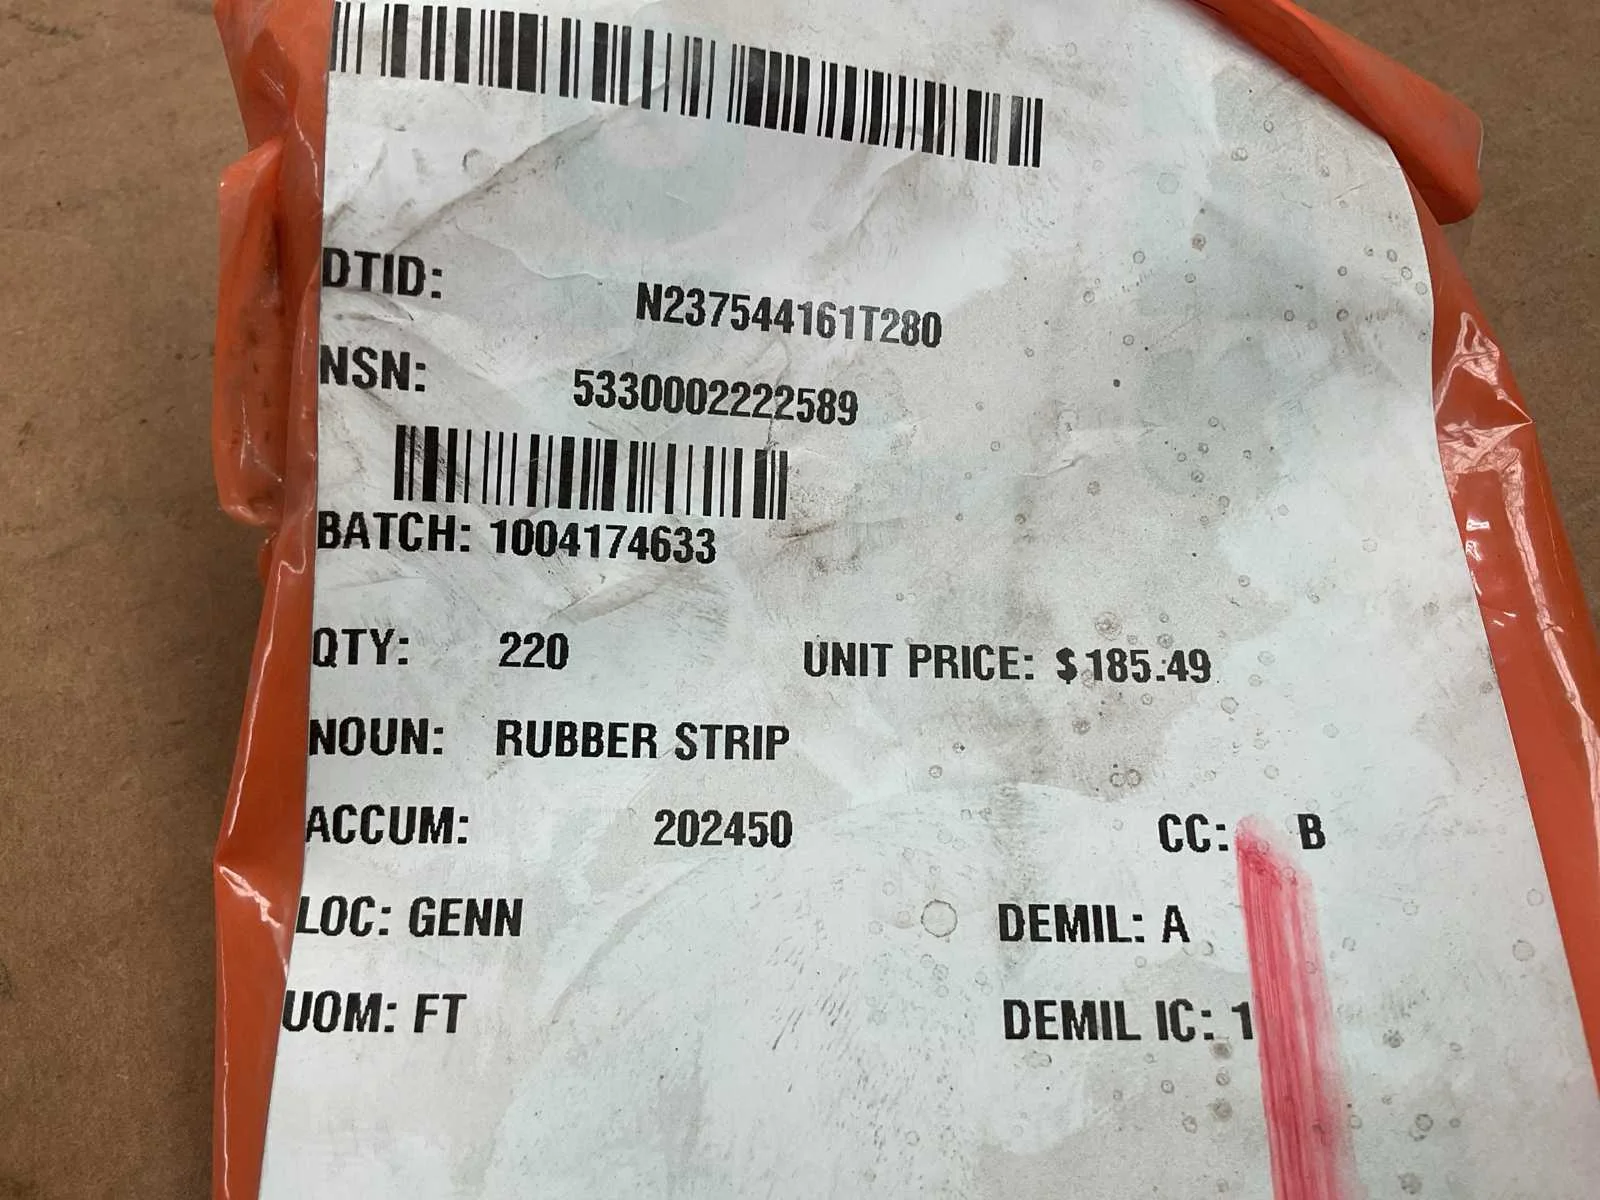 DTID: N237544161T280
NSN: 5330002222589
BATCH: 1004174633
QTY: 220 UNIT PRICE: $185.49
NOUN: RUBBER STRIP
ACCUM: 202450 CC: B
LOC: GENN DEMIL: A
UOM: FT DEMIL IC: 1